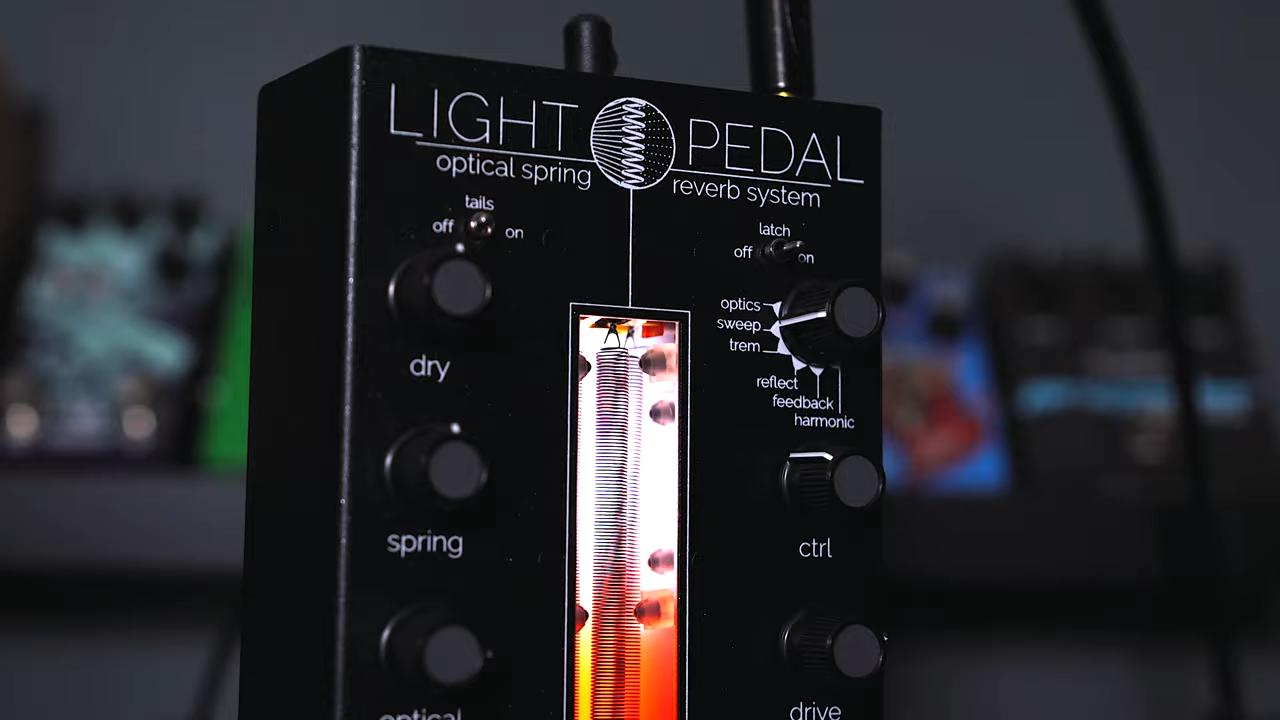 LIGHT PEDAL
optical spring reverb system
tails
off on
latch
off on
optics
sweep
trem
reflect
feedback
harmonic
dry
spring
ctrl
optical
drive